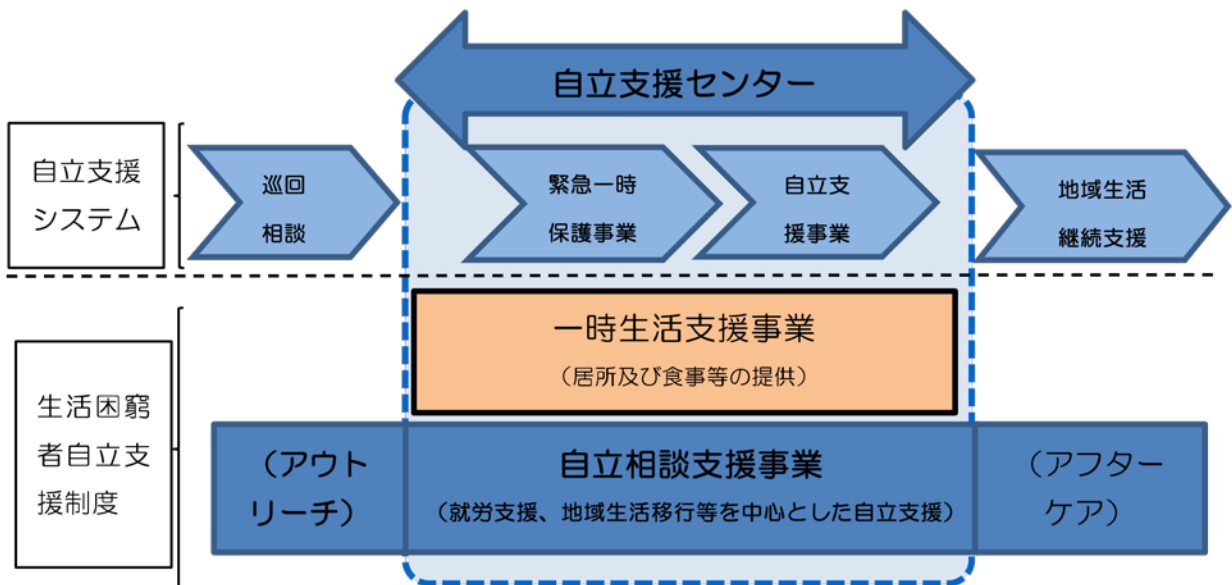 自立支援センター
自立支援
システム
巡回
相談
緊急一時
保護事業
自立支
援事業
地域生活
継続支援
一時生活支援事業
（居所及び食事等の提供）
生活困窮
者自立支
援制度
（アウト
リーチ）
自立相談支援事業
（就労支援、地域生活移行等を中心とした自立支援）
（アフター
ケア）